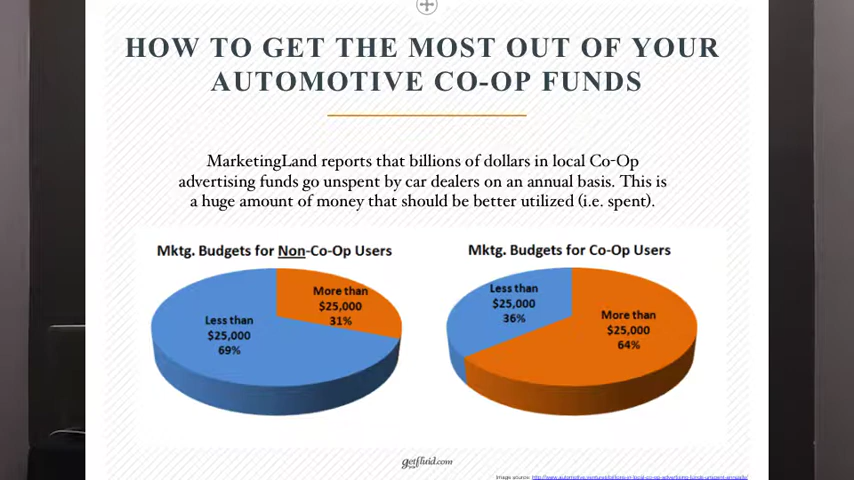 HOW TO GET THE MOST OUT OF YOUR
AUTOMOTIVE CO-OP FUNDS
MarketingLand reports that billions of dollars in local Co-Op
advertising funds go unspent by car dealers on an annual basis. This is
a huge amount of money that should be better utilized (i.e. spent).
Mktg. Budgets for Non-Co-Op Users
More than
$25,000
31%
Less than
$25,000
69%
Mktg. Budgets for Co-Op Users
Less than
$25,000
36%
More than
$25,000
64%
getfluid.com
Image source: